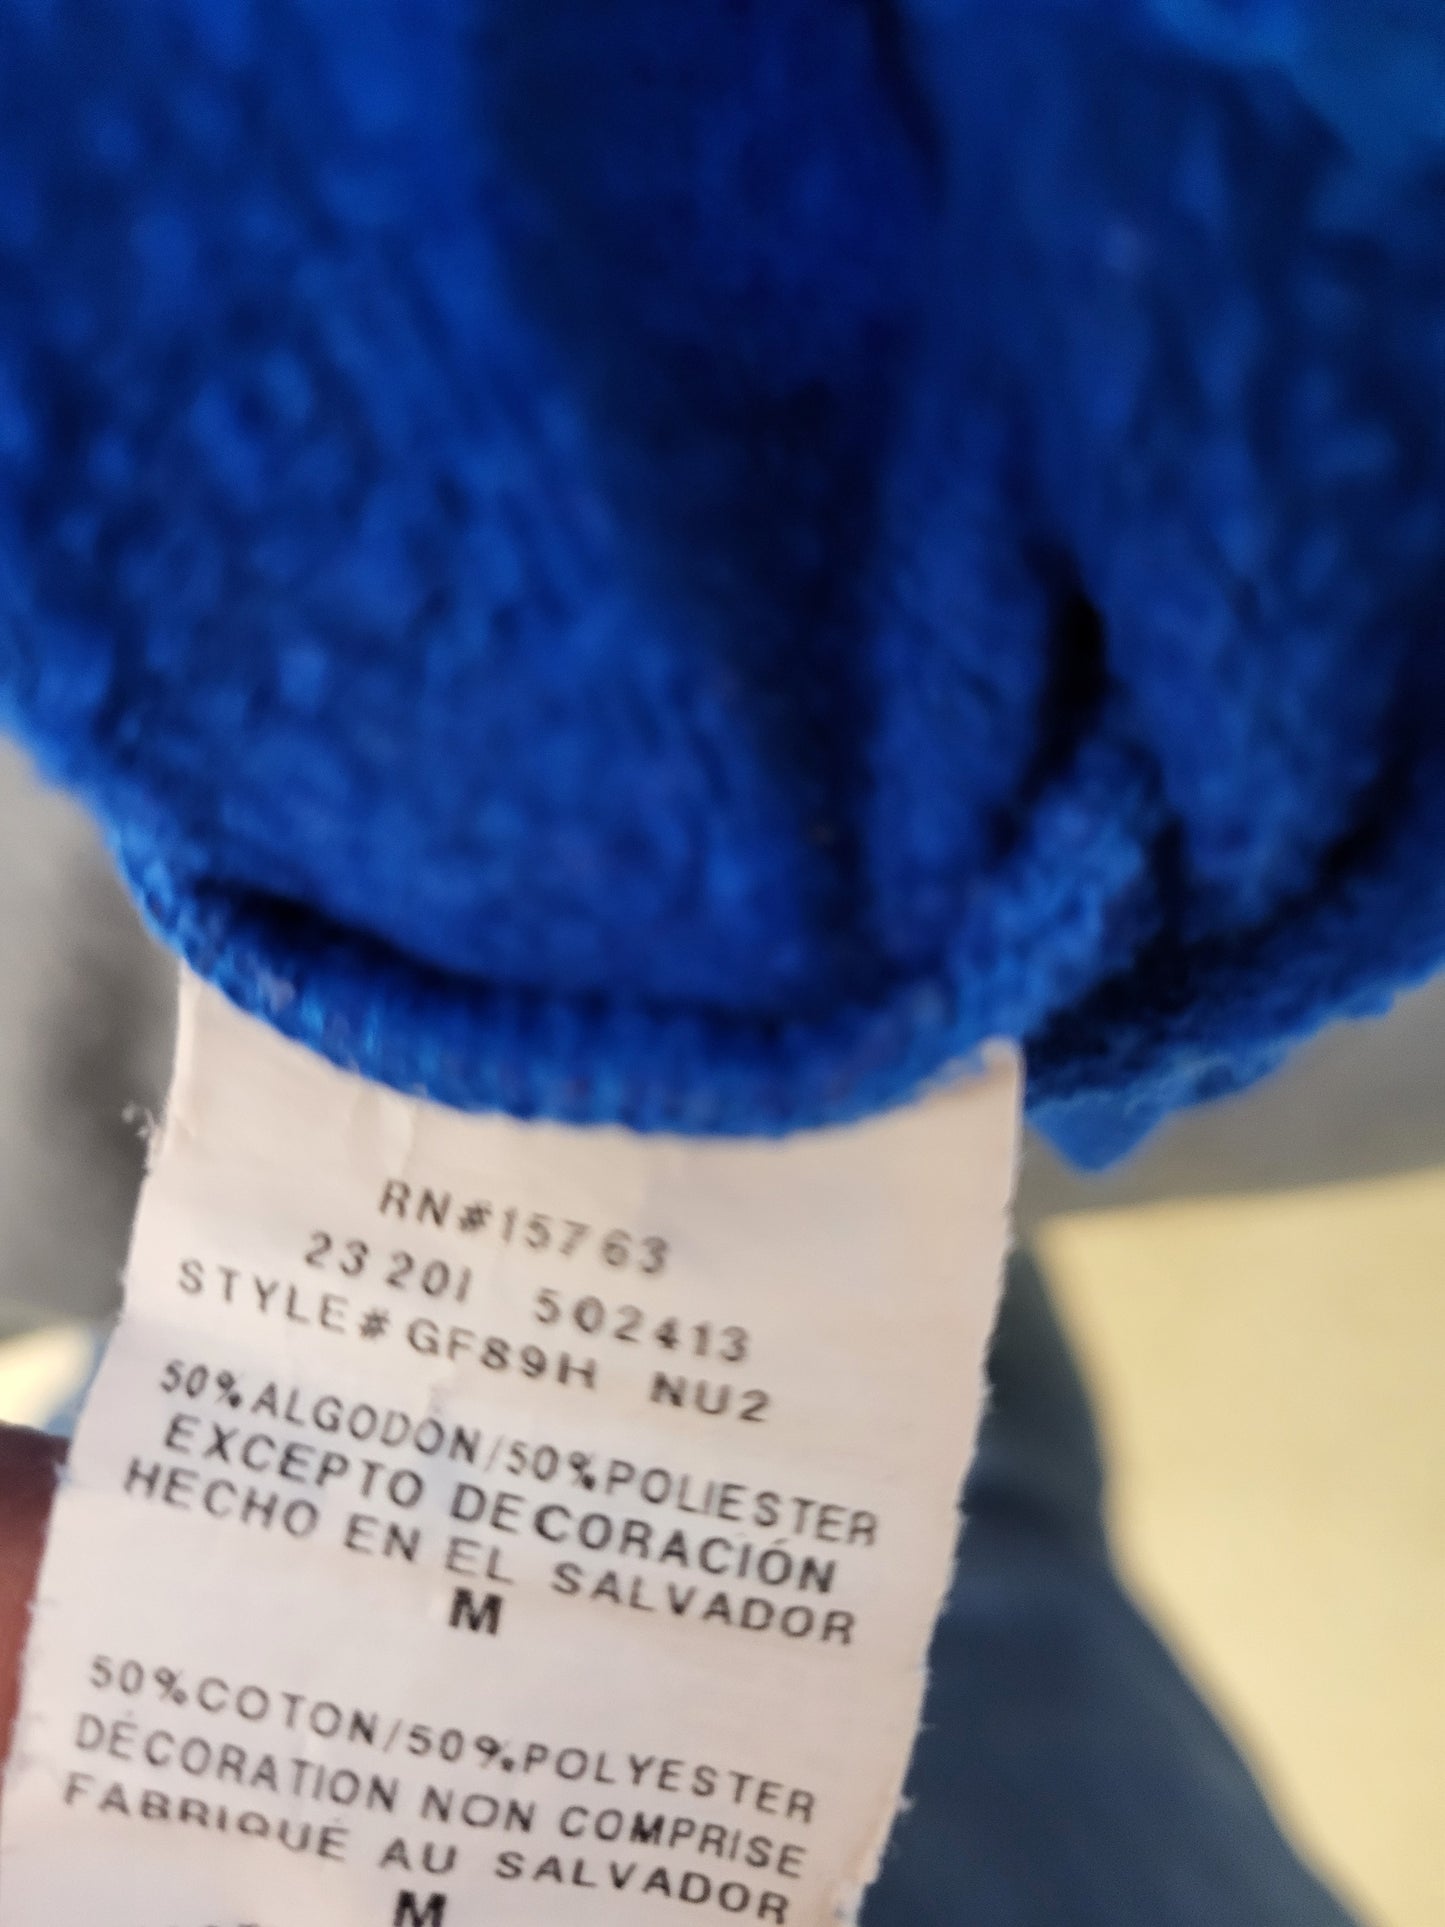 RN#15763
23201 502413
STYLE#GF89H NU2
50%ALGODÓN/50%POLIESTER
EXCEPTO DECORACIÓN
HECHO EN EL SALVADOR
M
50%COTON/50%POLYESTER
DÉCORATION NON COMPRISE
FABRIQUÉ AU SALVADOR
M